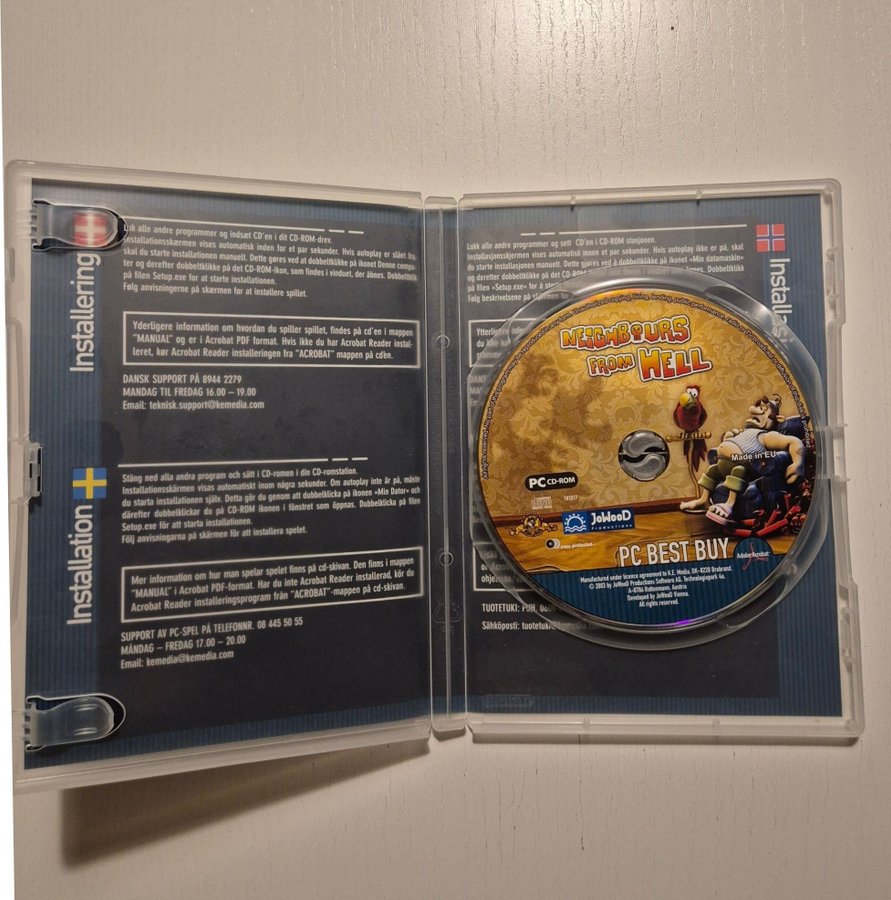 Installering
Luk alle andre programmer og indsæt CD'en i dit CD-ROM-drev.
Installationsskærmen vises automatisk inden for et par sekunder. Hvis autoplay er slået fra,
skal du starte installationen manuelt. Dette gøres ved at dobbeltklikke på ikonet Denne compu-
ter og derefter dobbeltklikke på det CD-ROM-ikon, som findes i vinduet, der åbnes. Dobbeltklik
på filen Setup.exe for at starte installationen.
Følg anvisningerne på skærmen for at installere spillet.
Yderligere information om hvordan du spiller spillet, findes på cd'en i mappen
"MANUAL" og er i Acrobat PDF format. Hvis ikke du har Acrobat Reader instal-
leret, kør Acrobat Reader installeringen fra "ACROBAT" mappen på cd'en.
DANSK SUPPORT PÅ 8944 2279
MANDAG TIL FREDAG 16.00 – 19.00
Email: teknisk.support@kemedia.com
Installation
Stäng ned alla andra program och sätt i CD-romen i din CD-romstation.
Installationsskärmen visas automatiskt inom några sekunder. Om autoplay inte är på, måste
du starta installationen själv. Detta gör du genom att dubbelklicka på ikonen »Min Dator« och
därefter dubbelklickar du på CD-ROM ikonen i fönstret som öppnas. Dubbelklicka på filen
Setup.exe för att starta installationen.
Följ anvisningarna på skärmen för att installera spelet.
Mer information om hur man spelar spelet finns på cd-skivan. Den finns i mappen
"MANUAL" i Acrobat PDF-format. Har du inte Acrobat Reader installerad, kör du
Acrobat Reader installeringsprogram från "ACROBAT"-mappen på cd-skivan.
SUPPORT AV PC-SPEL PÅ TELEFONNR. 08 445 50 55
MÅNDAG – FREDAG 17.00 – 20.00
Email: kemedia@kemedia.com
Lukk alle andre programmer og sett CD'en i CD-ROM stasjonen.
Installasjonsskjermen vises automatisk innen et par sekunder. Hvis autoplay ikke er på, skal
du starte installasjonen manuelt. Dette gjøres ved å dobbeltklikke på ikonet «Min datamaskin»
og deretter dobbeltklikke på det CD-ROM
på filen «Setup.exe» for å starte
Følg beskrivelsene på skjermen for
NEIGHBOURS
FROM HELL
Made in EU
PC CD-ROM
JoWooD
Productions
copy protected
PC BEST BUY
Adobe Acrobat
Manufactured under licence agreement to K.E. Media, DK-8220 Brabrand.
© 2003 by JoWooD Productions Software AG, Technologiepark 4a,
A-8786 Rottenmann, Austria
Developed by JoWooD Vienna.
All rights reserved.
TUOTETUKI: PUH.
Sähköposti: